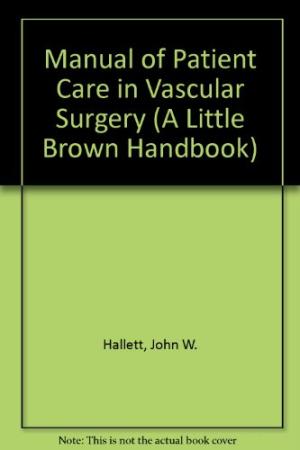 Manual of Patient
Care in Vascular
Surgery (A Little
Brown Handbook)
Hallett, John W.
Note: This is not the actual book cover